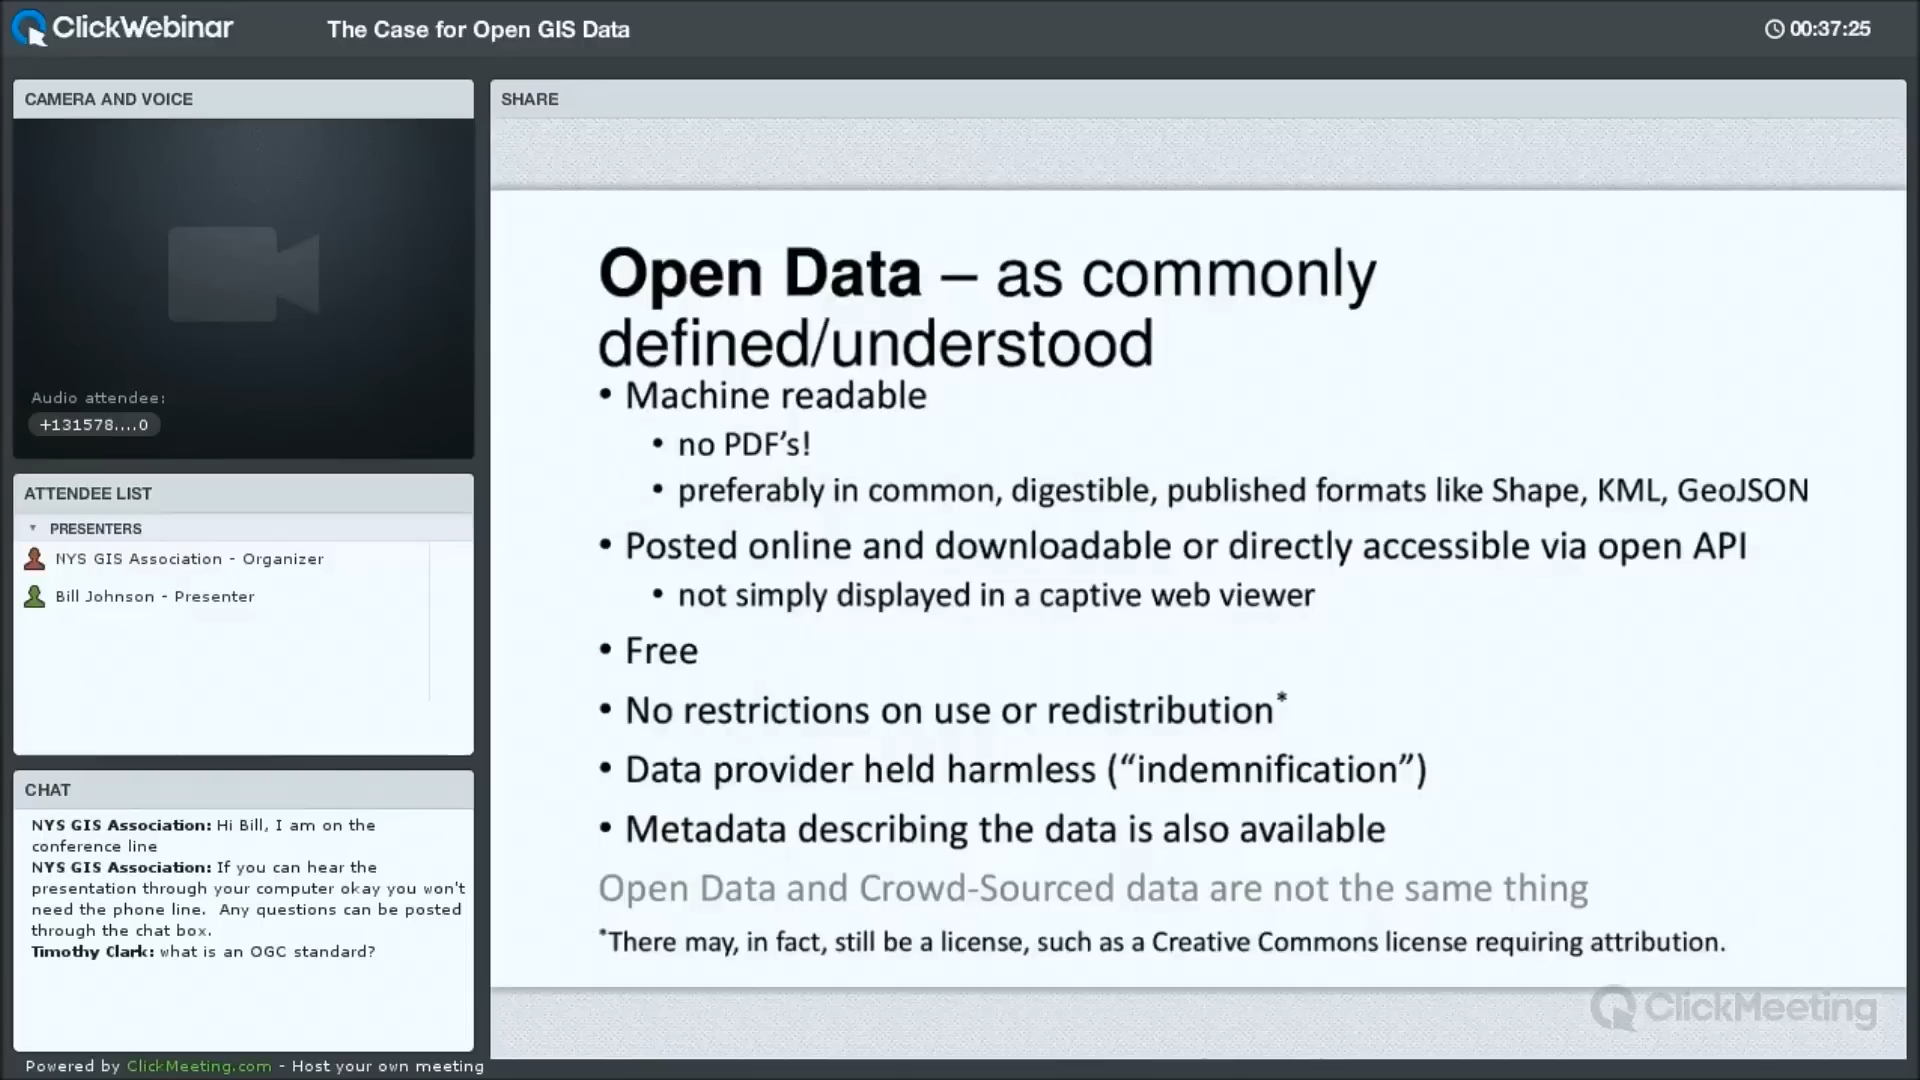 ClickWebinar
The Case for Open GIS Data
00:37:25
CAMERA AND VOICE
Audio attendee:
+131578....0
ATTENDEE LIST
PRESENTERS
NYS GIS Association - Organizer
Bill Johnson - Presenter
CHAT
NYS GIS Association: Hi Bill, I am on the
conference line
NYS GIS Association: If you can hear the
presentation through your computer okay you won't
need the phone line. Any questions can be posted
through the chat box.
Timothy Clark: what is an OGC standard?
Powered by ClickMeeting.com - Host your own meeting
SHARE
Open Data – as commonly
defined/understood
• Machine readable
• no PDF’s!
• preferably in common, digestible, published formats like Shape, KML, GeoJSON
• Posted online and downloadable or directly accessible via open API
• not simply displayed in a captive web viewer
• Free
• No restrictions on use or redistribution*
• Data provider held harmless (“indemnification”)
• Metadata describing the data is also available
Open Data and Crowd-Sourced data are not the same thing
*There may, in fact, still be a license, such as a Creative Commons license requiring attribution.
ClickMeeting